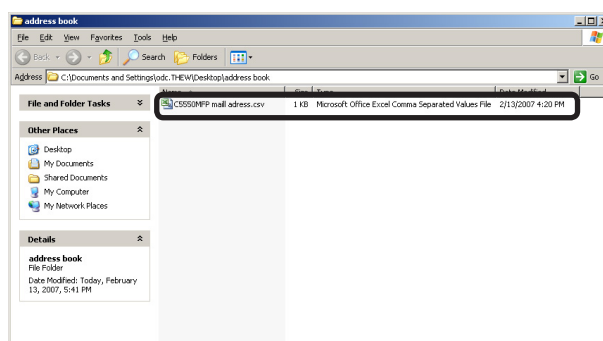 address book
File Edit View Favorites Tools Help
Back Search Folders
Address C:\Documents and Settings\odc.THEW\Desktop\address book Go
Name Size Type Date Modified
File and Folder Tasks
C5550MFP maill adress.csv 1 KB Microsoft Office Excel Comma Separated Values File 2/13/2007 4:20 PM
Other Places
Desktop
My Documents
Shared Documents
My Computer
My Network Places
Details
address book
File Folder
Date Modified: Today, February
13, 2007, 5:41 PM